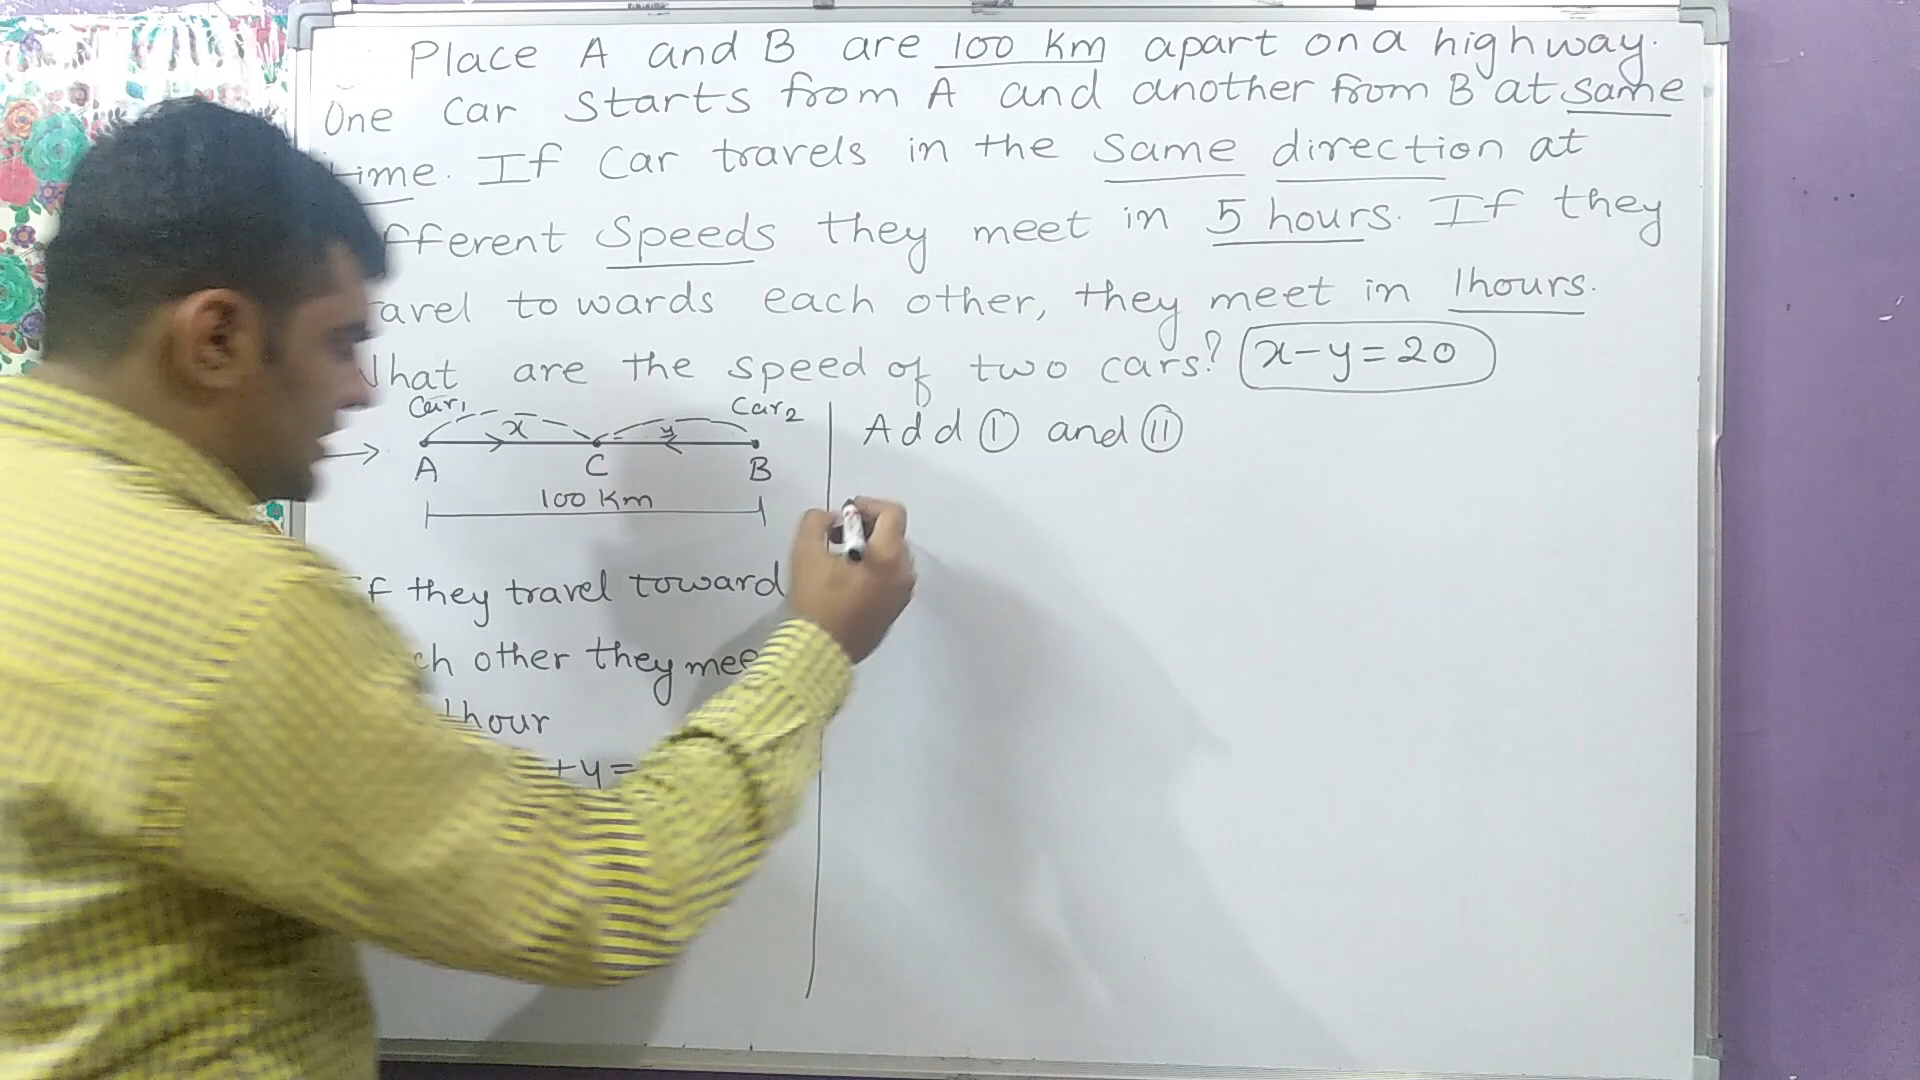 Place A and B are 100 Km apart on a highway.
One car starts from A and another from B at same
time. If car travels in the same direction at
fferent speeds they meet in 5 hours. If they
avel towards each other, they meet in 1hours.
What are the speed of two cars? x-y=20
Car1 x y Car2
A C B
100 Km
If they travel toward
ch other they mee
1hour
+y=
Add I and II